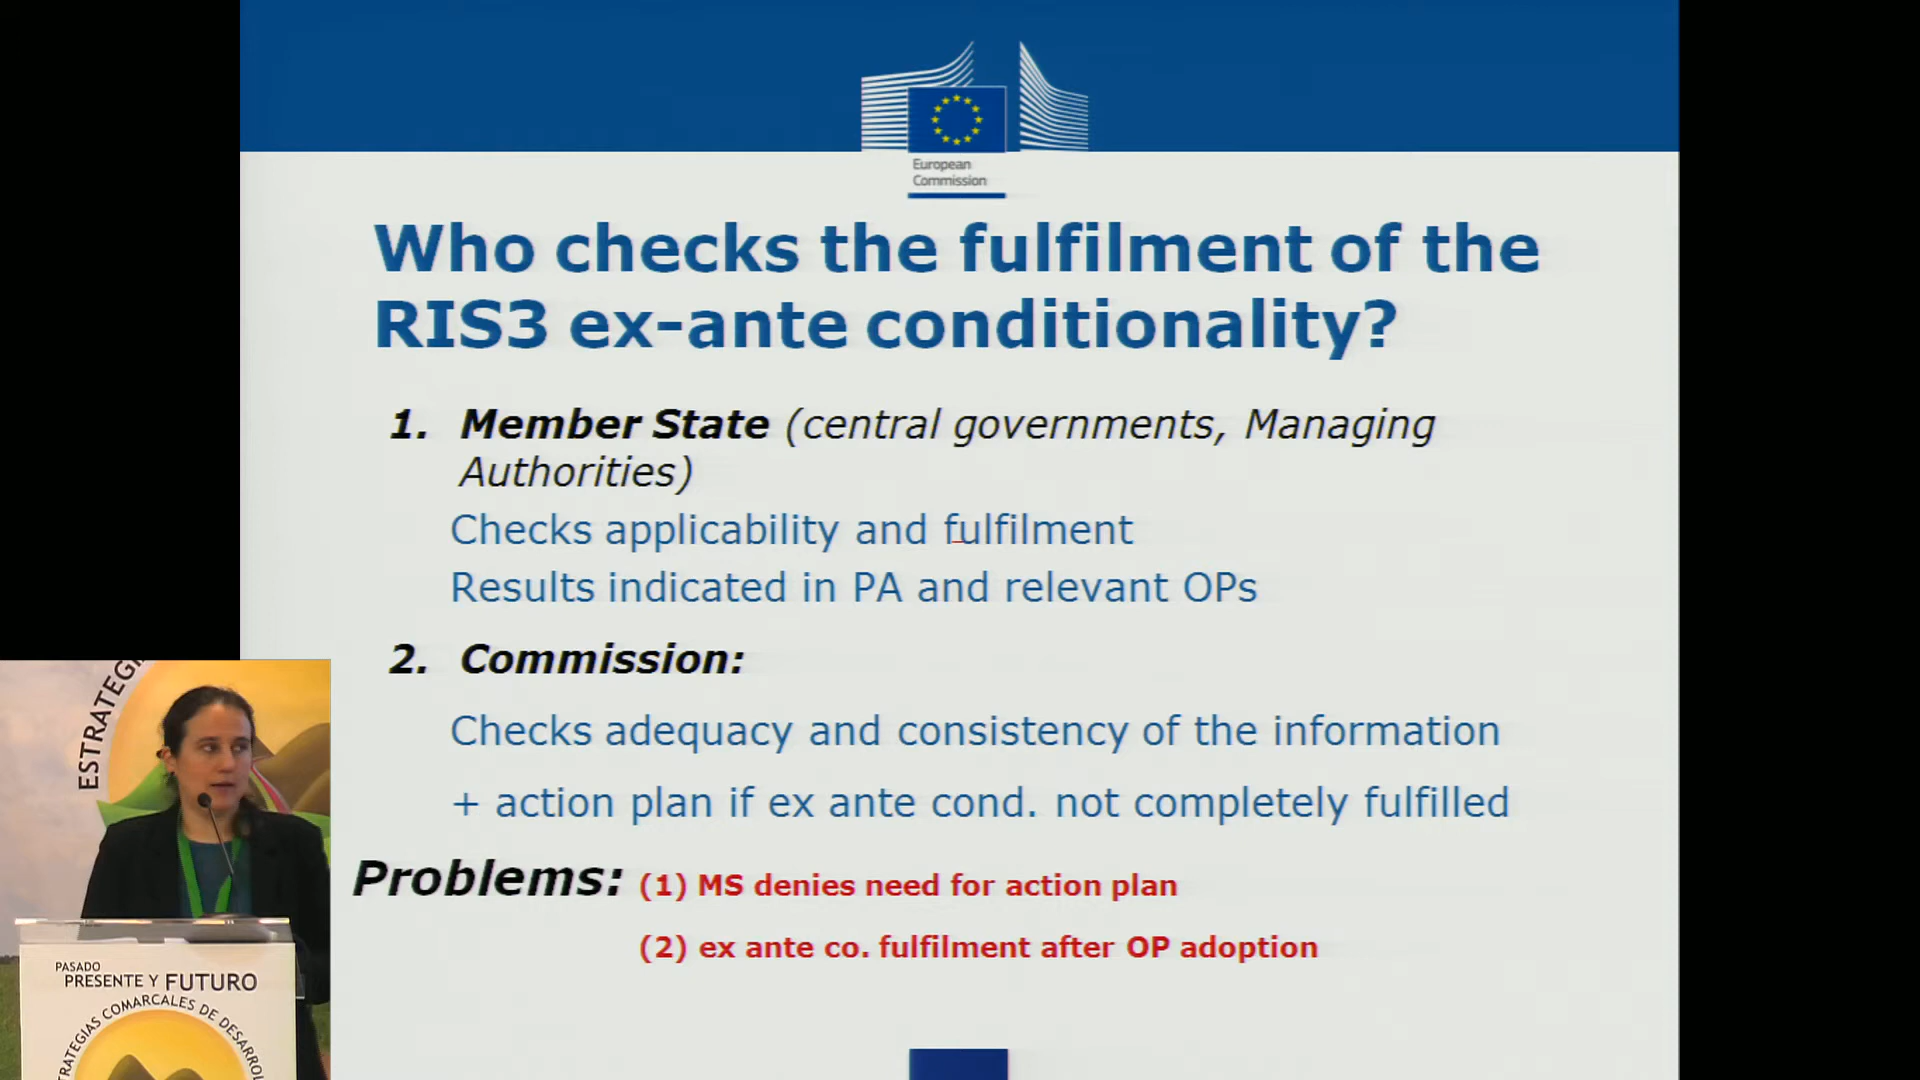 European
Commission
Who checks the fulfilment of the
RIS3 ex-ante conditionality?
1. Member State (central governments, Managing
Authorities)
Checks applicability and fulfilment
Results indicated in PA and relevant OPs
2. Commission:
Checks adequacy and consistency of the information
+ action plan if ex ante cond. not completely fulfilled
Problems: (1) MS denies need for action plan
(2) ex ante co. fulfilment after OP adoption
ESTRATEGI
PASADO
PRESENTE Y FUTURO
TRATEGIAS COMARCALES DE DESARROL